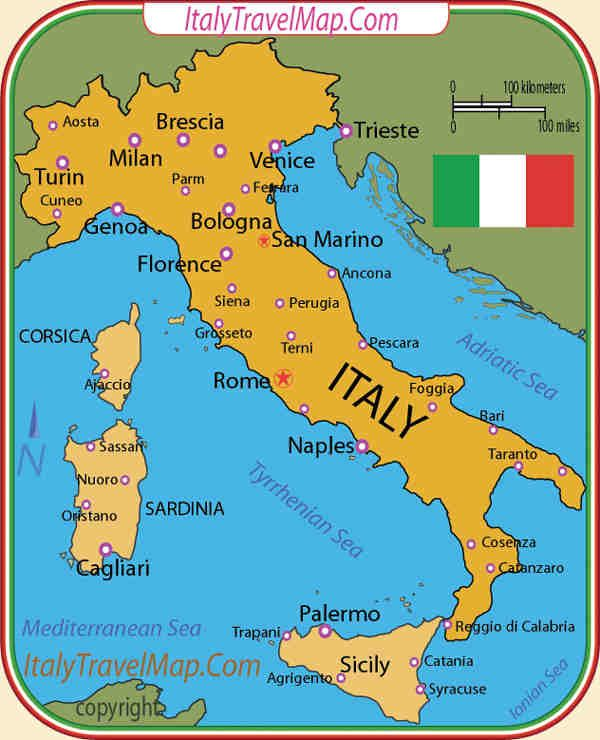 ItalyTravelMap.Com
0 100 kilometers
0 100 miles
Aosta
Brescia
Milan
Venice
Trieste
Turin
Parm
Ferrara
Cuneo
Genoa
Bologna
San Marino
Florence
Ancona
Siena
Perugia
CORSICA
Grosseto
Terni
Pescara
Adriatic Sea
Ajaccio
Rome
ITALY
Foggia
Bari
N
Naples
Taranto
Sassari
Nuoro
Tyrrhenian Sea
Oristano
SARDINIA
Cosenza
Cagliari
Catanzaro
Palermo
Mediterranean Sea
Trapani
Reggio di Calabria
ItalyTravelMap.Com
Sicily
Catania
Agrigento
Syracuse
Ionian Sea
copyright